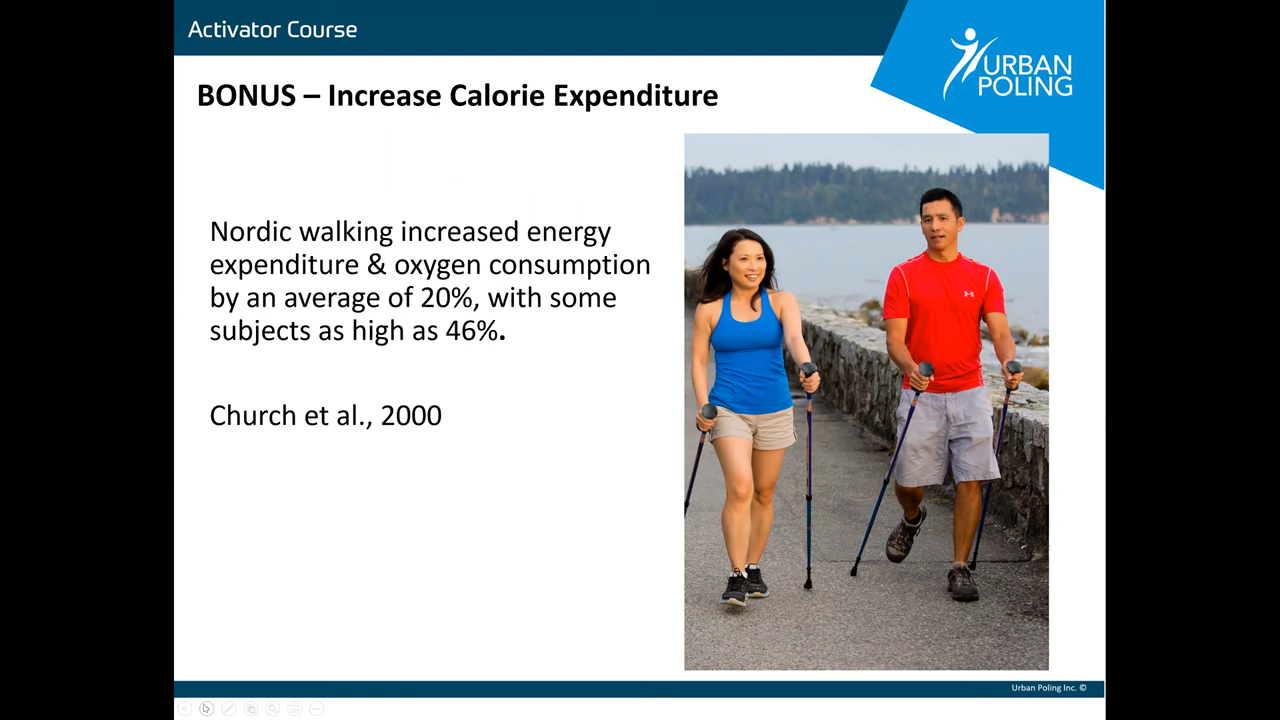 Activator Course
URBAN
POLING
BONUS – Increase Calorie Expenditure
Nordic walking increased energy
expenditure & oxygen consumption
by an average of 20%, with some
subjects as high as 46%.
Church et al., 2000
Urban Poling Inc. ©